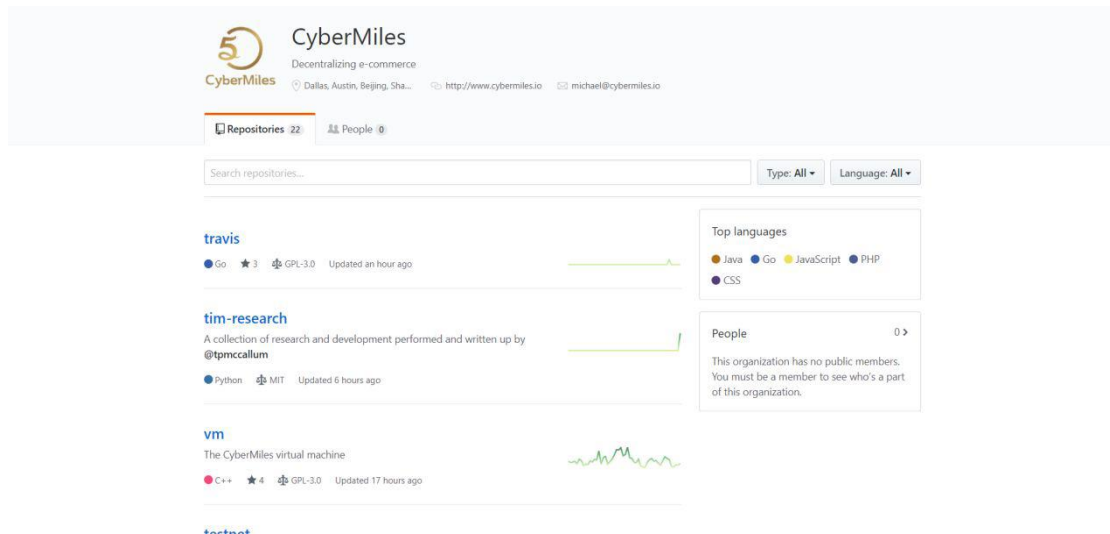 CyberMiles
CyberMiles
Decentralizing e-commerce
Dallas, Austin, Beijing, Sha... http://www.cybermiles.io michael@cybermiles.io
Repositories 22 People 0
Search repositories... Type: All Language: All
travis
Go 3 GPL-3.0 Updated an hour ago
Top languages
Java Go JavaScript PHP
CSS
tim-research
A collection of research and development performed and written up by
@tpmccallum
Python MIT Updated 6 hours ago
People 0
This organization has no public members.
You must be a member to see who's a part
of this organization.
vm
The CyberMiles virtual machine
C++ 4 GPL-3.0 Updated 17 hours ago
testnet